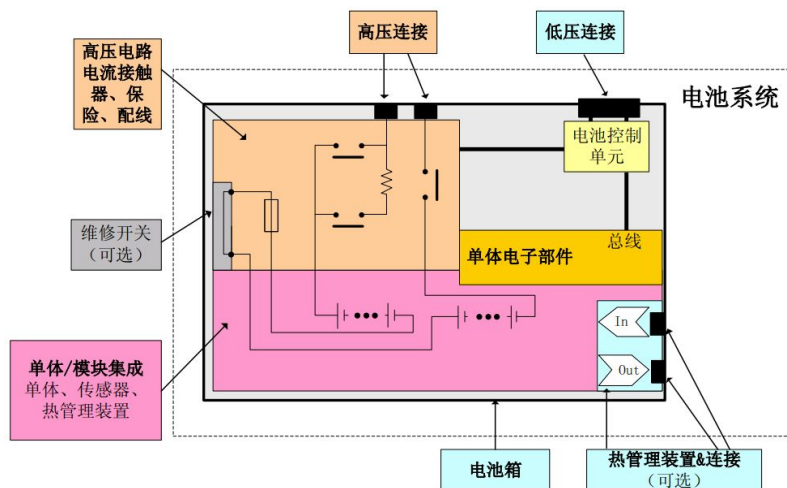 高压电路
电流接触
器、保
险、配线
高压连接
低压连接
电池系统
电池控制
单元
维修开关
（可选）
总线
单体电子部件
In
Out
单体/模块集成
单体、传感器、
热管理装置
电池箱
热管理装置&连接
（可选）